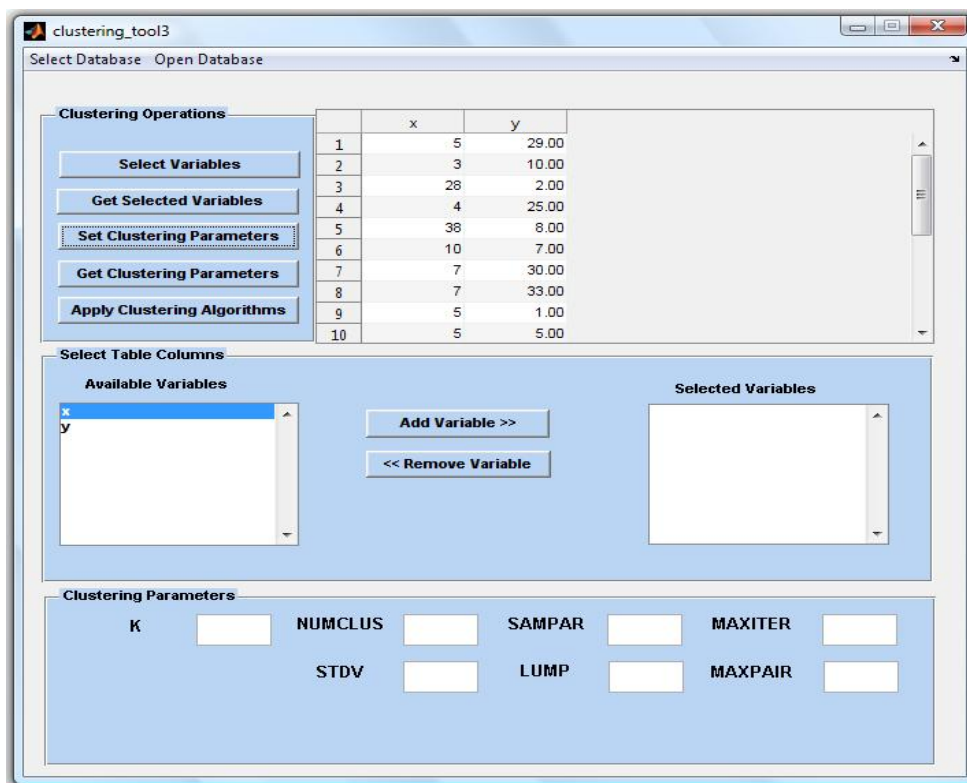 clustering_tool3
Select Database Open Database
Clustering Operations
Select Variables
Get Selected Variables
Set Clustering Parameters
Get Clustering Parameters
Apply Clustering Algorithms
x y
1 5 29.00
2 3 10.00
3 28 2.00
4 4 25.00
5 38 8.00
6 10 7.00
7 7 30.00
8 7 33.00
9 5 1.00
10 5 5.00
Select Table Columns
Available Variables
x
y
Add Variable >>
<< Remove Variable
Selected Variables
Clustering Parameters
K NUMCLUS SAMPAR MAXITER
STDV LUMP MAXPAIR